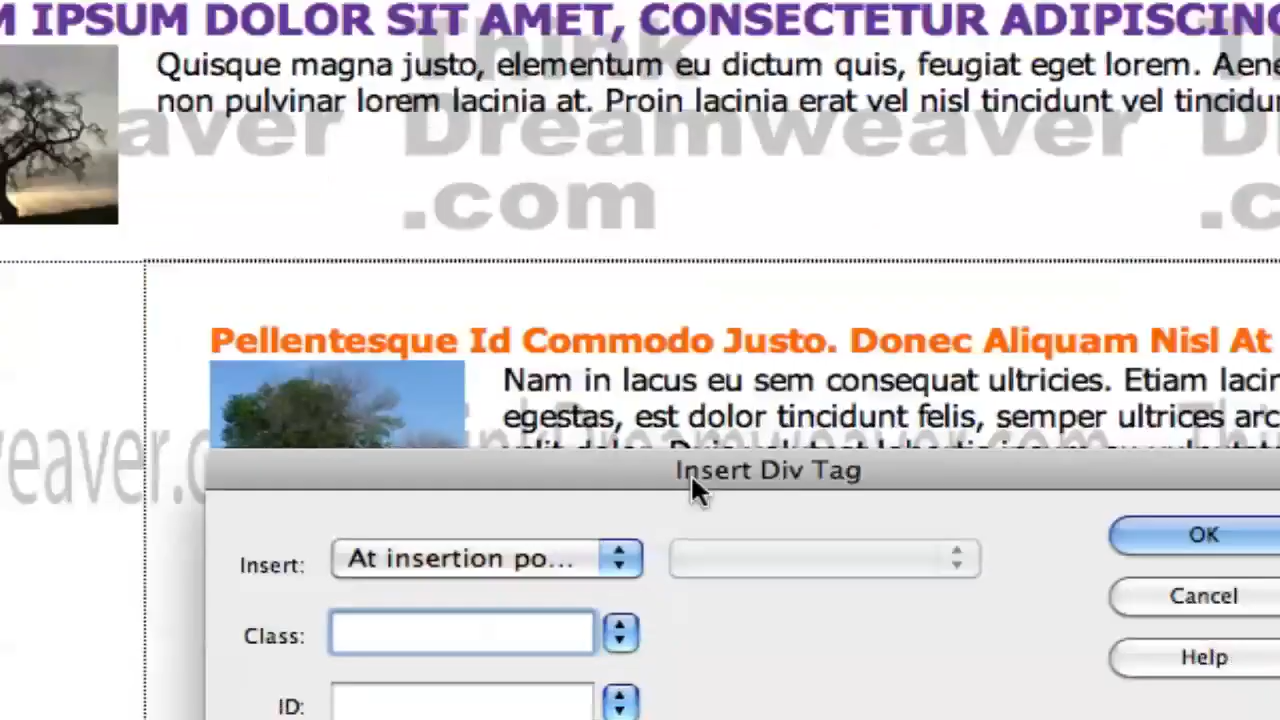 M IPSUM DOLOR SIT AMET, CONSECTETUR ADIPISCING
Quisque magna justo, elementum eu dictum quis, feugiat eget lorem. Aene
non pulvinar lorem lacinia at. Proin lacinia erat vel nisl tincidunt vel tincidun
Think
aver Dreamweaver D
.com .c
Pellentesque Id Commodo Justo. Donec Aliquam Nisl At
Nam in lacus eu sem consequat ultricies. Etiam lacin
egestas, est dolor tincidunt felis, semper ultrices arc
weaver.c
Insert Div Tag
Insert: At insertion po...
OK
Class:
Cancel
Help
ID: